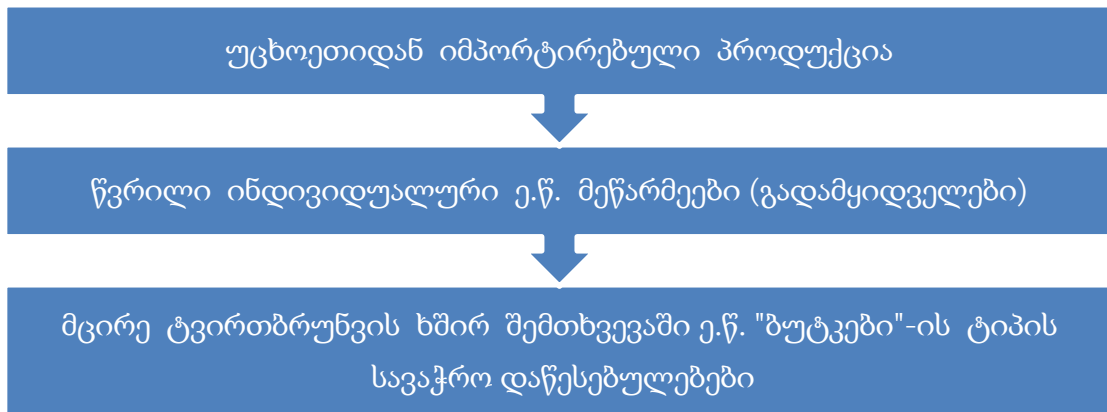 უცხოეთიდან იმპორტირებული პროდუქცია
წვრილი ინდივიდუალური ე.წ. მეწარმეები (გადამყიდველები)
მცირე ტვირთბრუნვის ხშირ შემთხვევაში ე.წ. "ბუტკები"-ის ტიპის
სავაჭრო დაწესებულებები